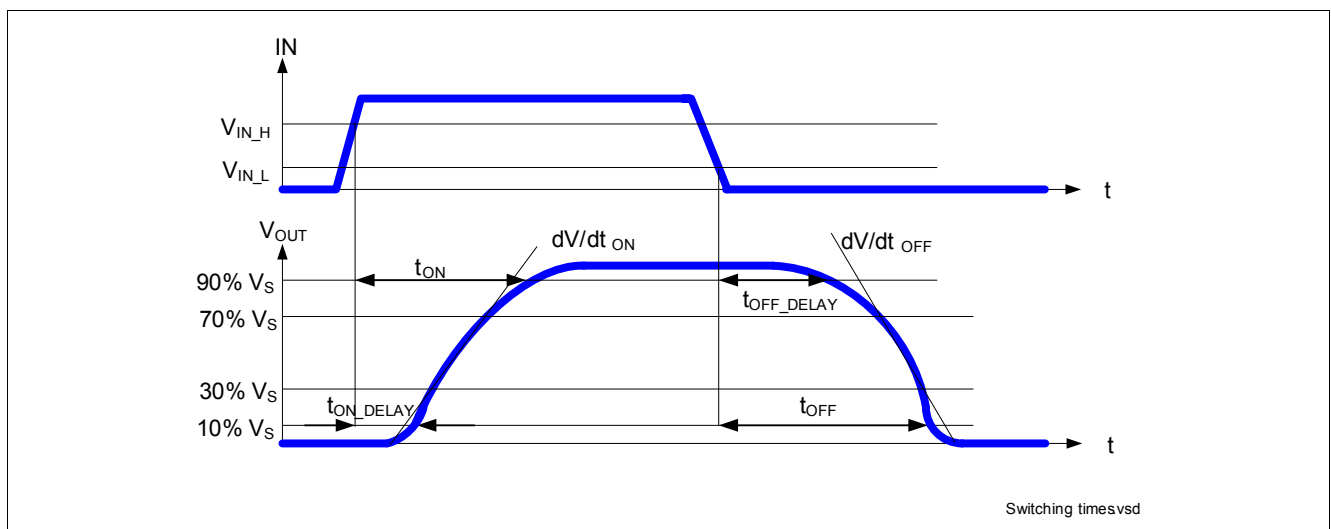 IN
V_IN_H
V_IN_L
t
V_OUT
dV/dt ON
dV/dt OFF
90% V_S
t_ON
t_OFF_DELAY
70% V_S
30% V_S
t_ON_DELAY
t_OFF
10% V_S
t
Switching times.vsd